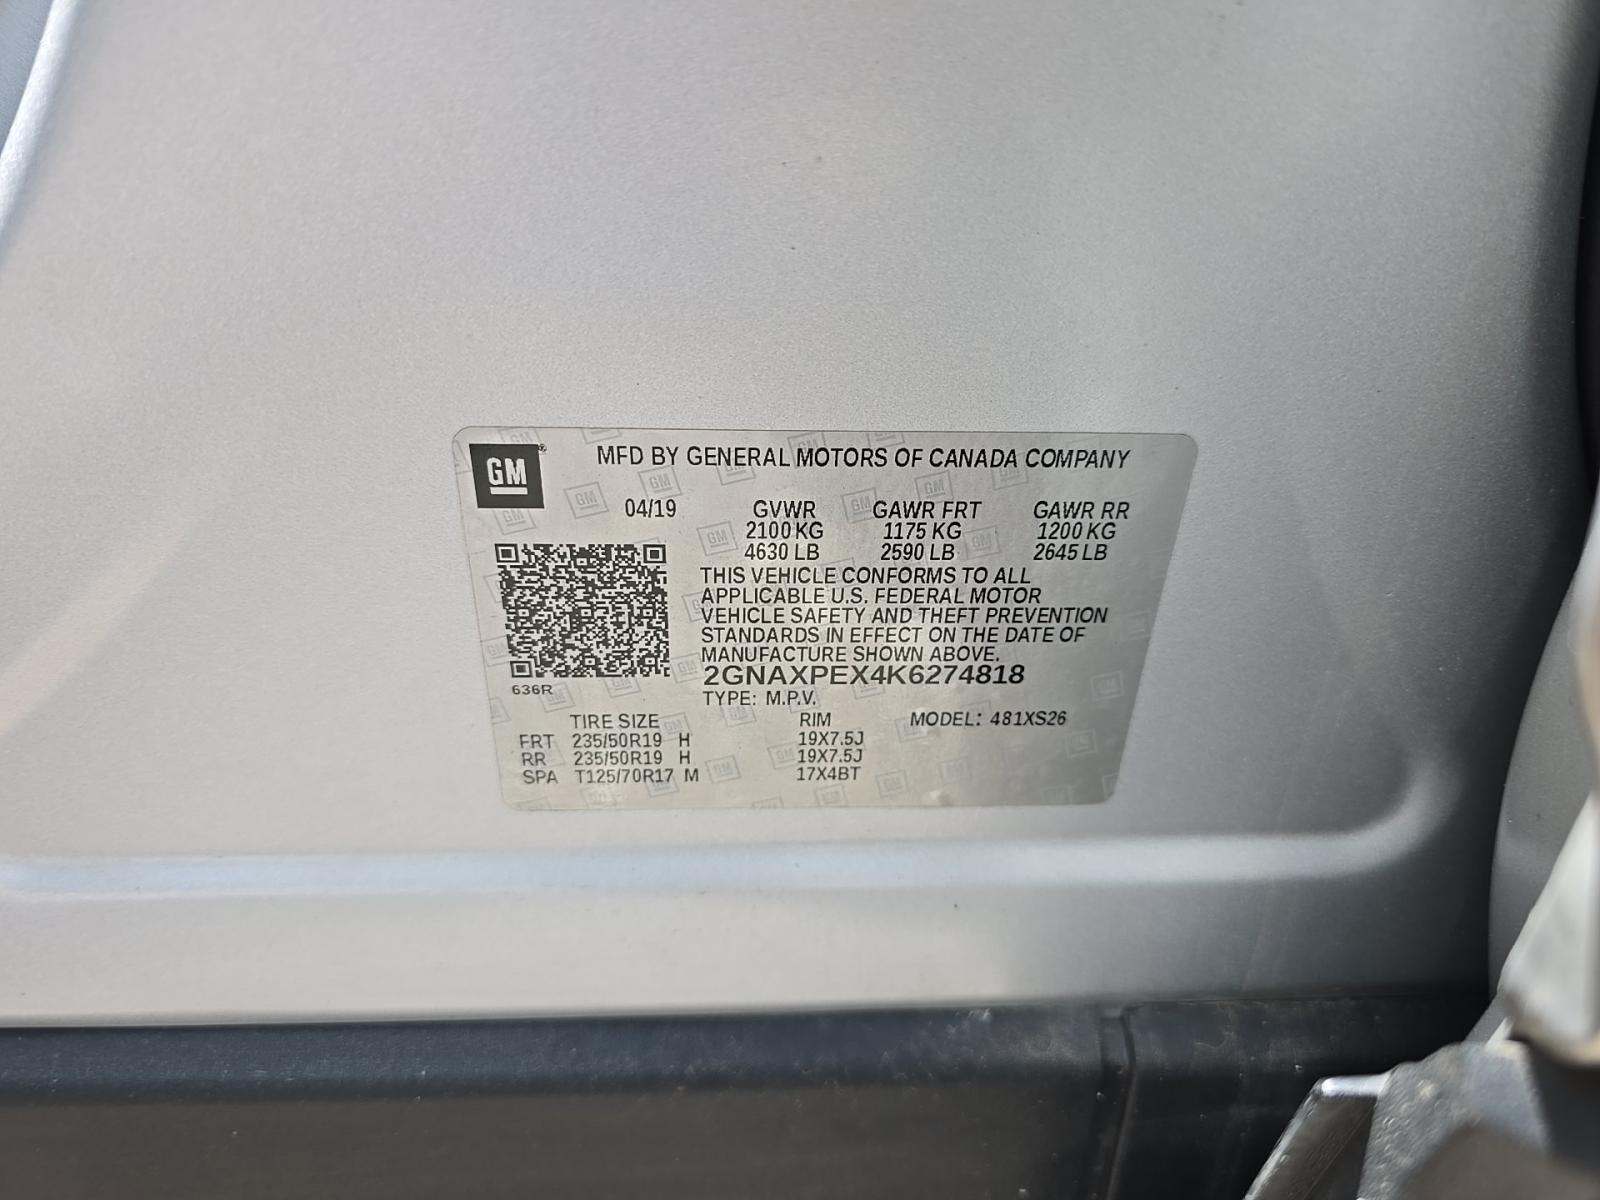 GM®
MFD BY GENERAL MOTORS OF CANADA COMPANY
04/19 GVWR GAWR FRT GAWR RR
2100 KG 1175 KG 1200 KG
4630 LB 2590 LB 2645 LB
THIS VEHICLE CONFORMS TO ALL
APPLICABLE U.S. FEDERAL MOTOR
VEHICLE SAFETY AND THEFT PREVENTION
STANDARDS IN EFFECT ON THE DATE OF
MANUFACTURE SHOWN ABOVE.
2GNAXPEX4K6274818
636R
TYPE: M.P.V.
TIRE SIZE RIM MODEL: 481XS26
FRT 235/50R19 H 19X7.5J
RR 235/50R19 H 19X7.5J
SPA T125/70R17 M 17X4BT